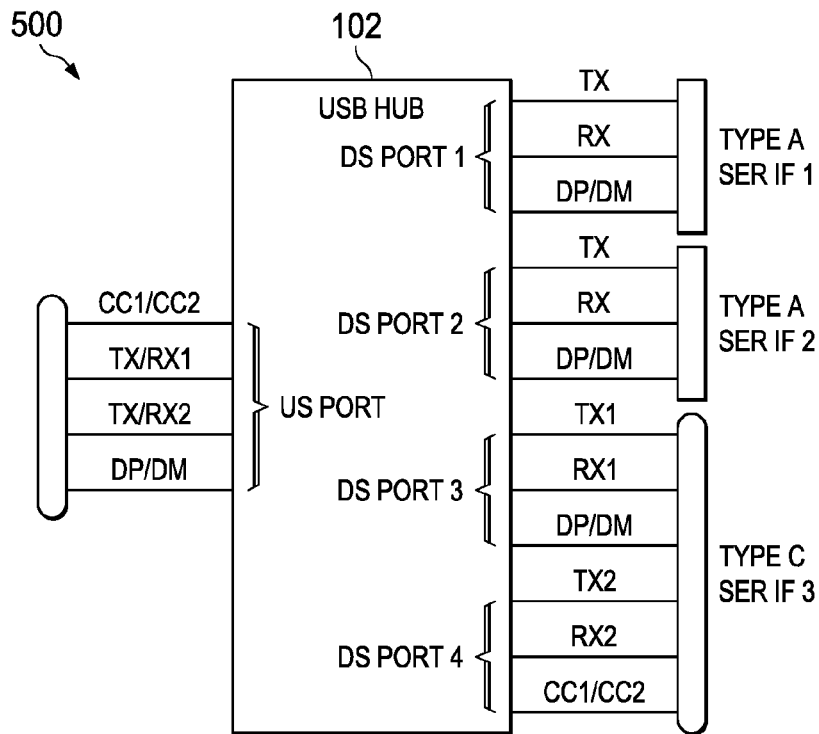 500
102
USB HUB
CC1/CC2
TX/RX1
TX/RX2
DP/DM
US PORT
DS PORT 1
TX
RX
DP/DM
TYPE A
SER IF 1
DS PORT 2
TX
RX
DP/DM
TYPE A
SER IF 2
DS PORT 3
TX1
RX1
DP/DM
DS PORT 4
TX2
RX2
CC1/CC2
TYPE C
SER IF 3